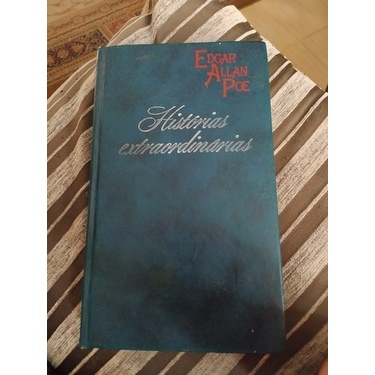 EDGAR
ALLAN
POE
Histórias
extraordinárias